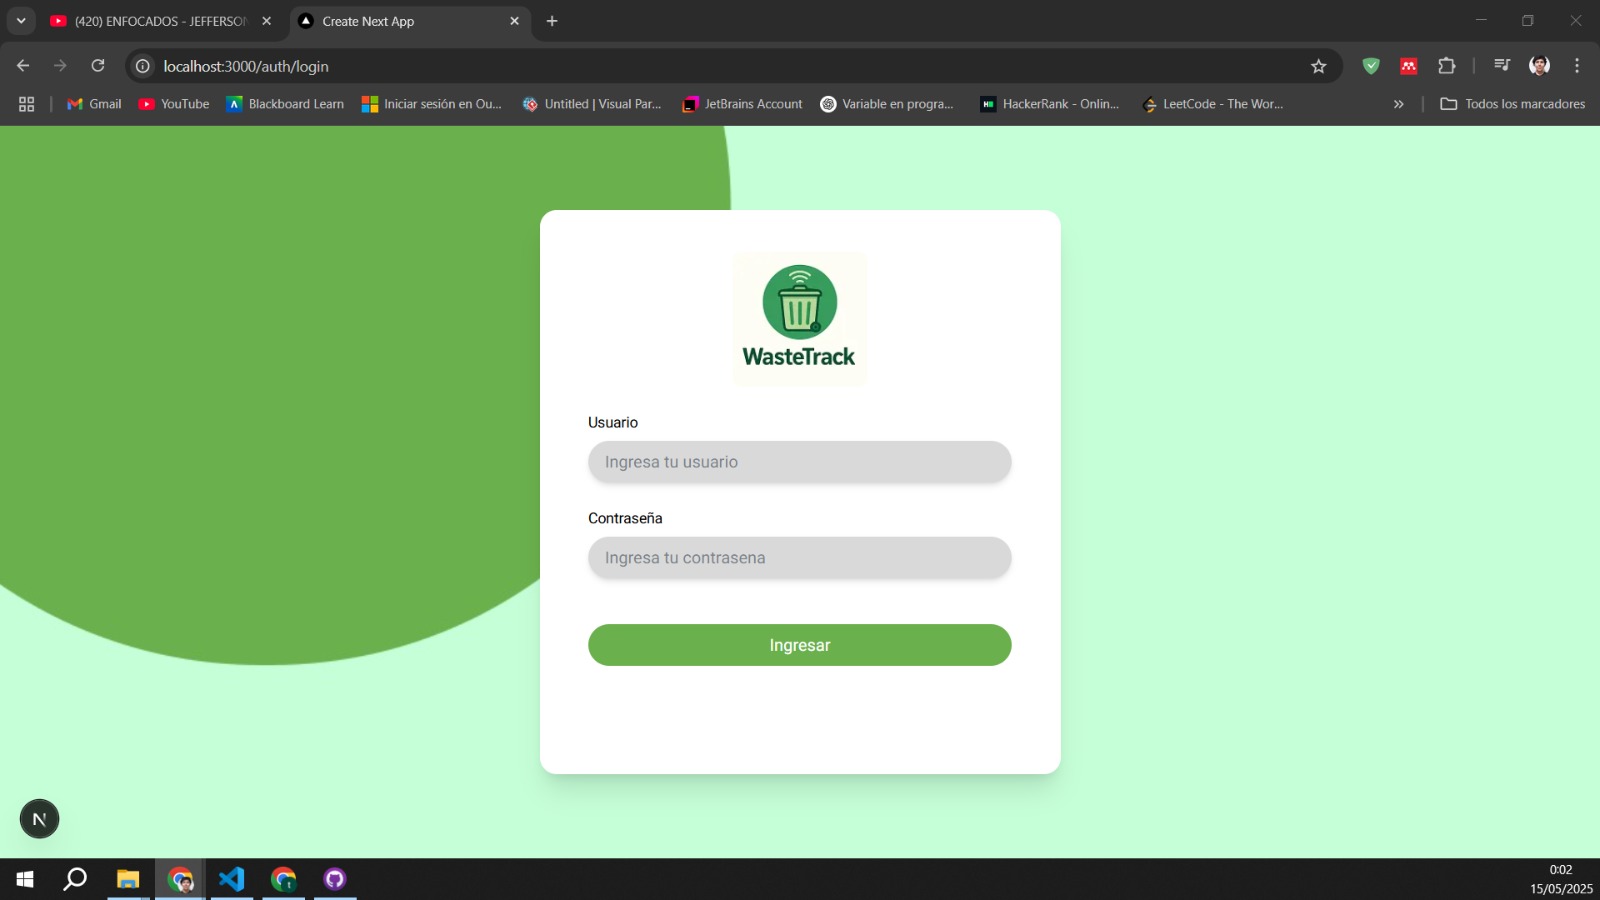 (420) ENFOCADOS - JEFFERSON
Create Next App
localhost:3000/auth/login
Gmail
YouTube
Blackboard Learn
Iniciar sesión en Ou...
Untitled | Visual Par...
JetBrains Account
Variable en progra...
HackerRank - Onlin...
LeetCode - The Wor...
Todos los marcadores
WasteTrack
Usuario
Ingresa tu usuario
Contraseña
Ingresa tu contrasena
Ingresar
N
0:02
15/05/2025